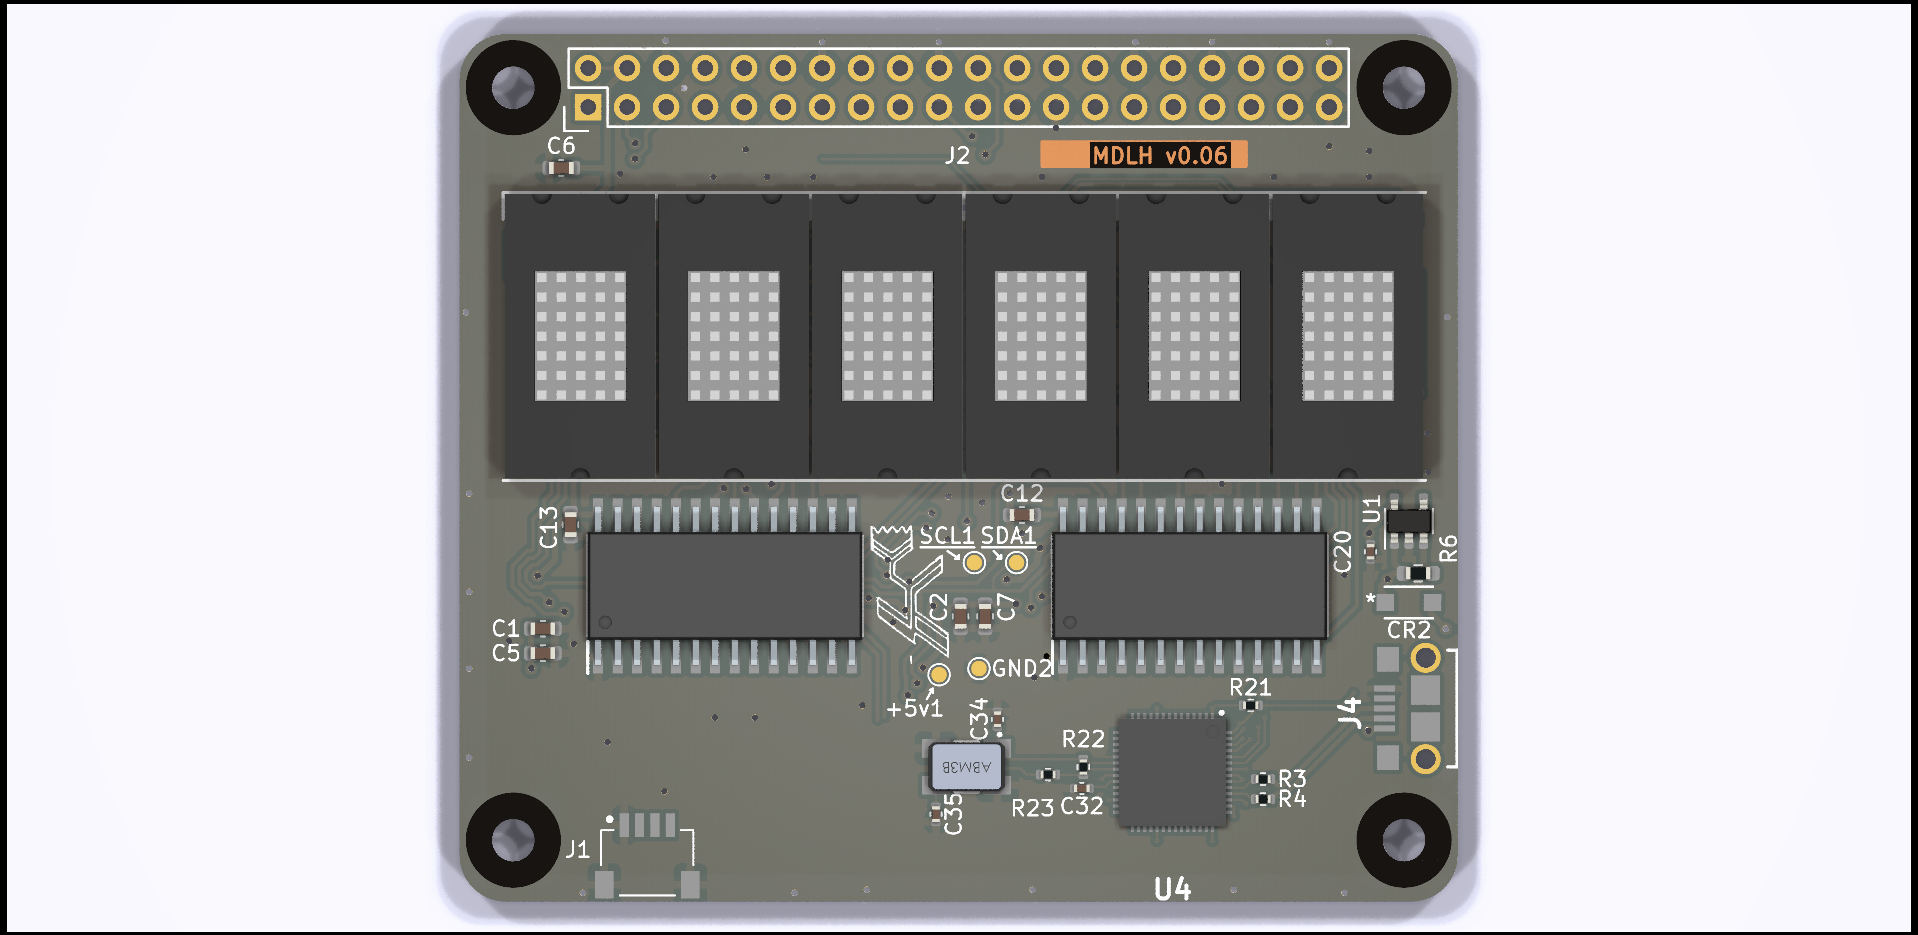 C6
J2
MDLH v0.06
C12
C13
SCL1
SDA1
U1
C20
R6
C2
C7
*
CR2
C1
C5
GND2
+5v1
R21
J4
C34
R22
ABM3B
R3
R23
C32
R4
C35
J1
U4